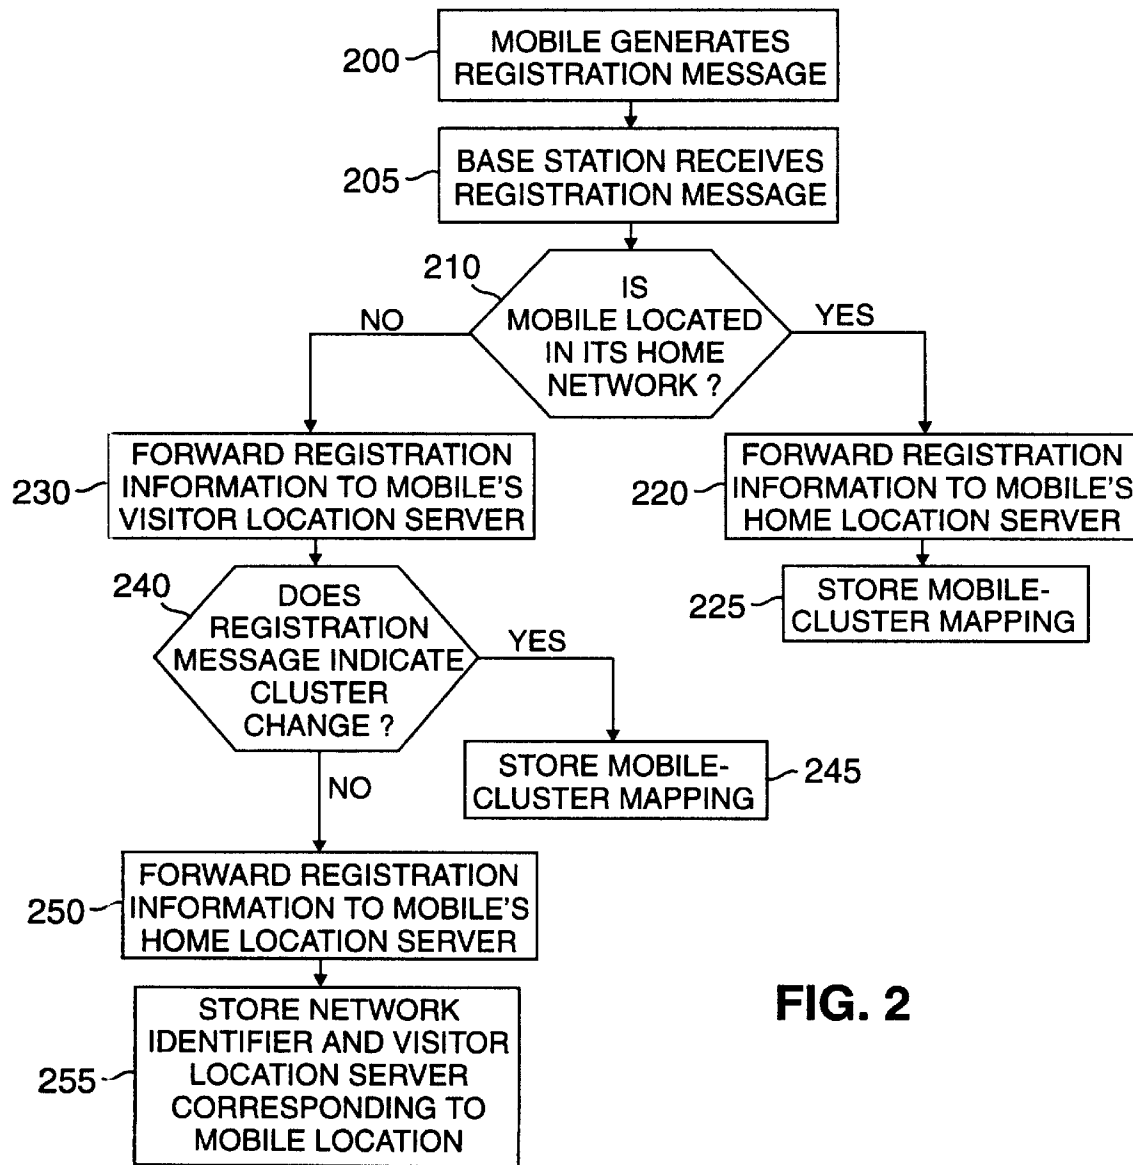 200
MOBILE GENERATES
REGISTRATION MESSAGE
205
BASE STATION RECEIVES
REGISTRATION MESSAGE
210
IS
MOBILE LOCATED
IN ITS HOME
NETWORK ?
NO
YES
230
FORWARD REGISTRATION
INFORMATION TO MOBILE'S
VISITOR LOCATION SERVER
220
FORWARD REGISTRATION
INFORMATION TO MOBILE'S
HOME LOCATION SERVER
225
STORE MOBILE-
CLUSTER MAPPING
240
DOES
REGISTRATION
MESSAGE INDICATE
CLUSTER
CHANGE ?
YES
STORE MOBILE-
CLUSTER MAPPING
245
NO
250
FORWARD REGISTRATION
INFORMATION TO MOBILE'S
HOME LOCATION SERVER
255
STORE NETWORK
IDENTIFIER AND VISITOR
LOCATION SERVER
CORRESPONDING TO
MOBILE LOCATION
FIG. 2